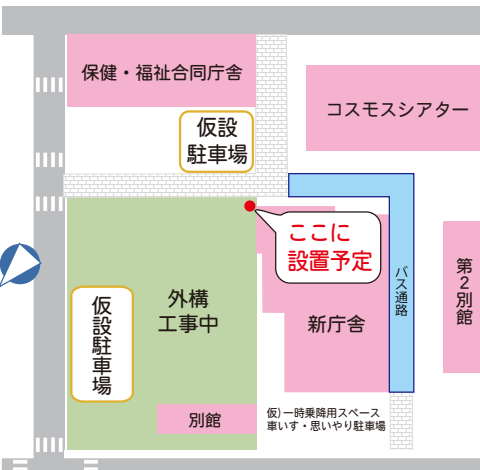 保健・福祉合同庁舎
コスモスシアター
仮設
駐車場
ここに
設置予定
バス通路
第2別館
仮設駐車場
外構
工事中
新庁舎
別館
仮)一時乗降用スペース
車いす・思いやり駐車場